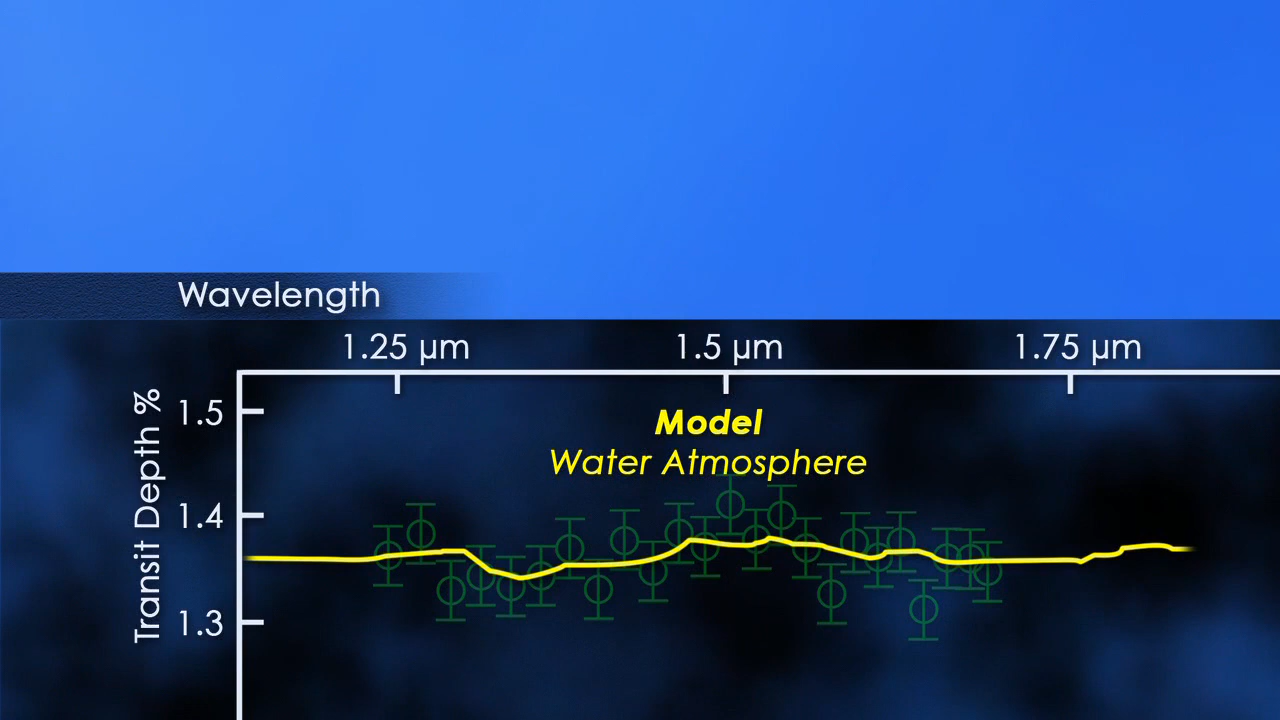 Wavelength
1.25 μm
1.5 μm
1.75 μm
Transit Depth %
1.5
1.4
1.3
Model
Water Atmosphere